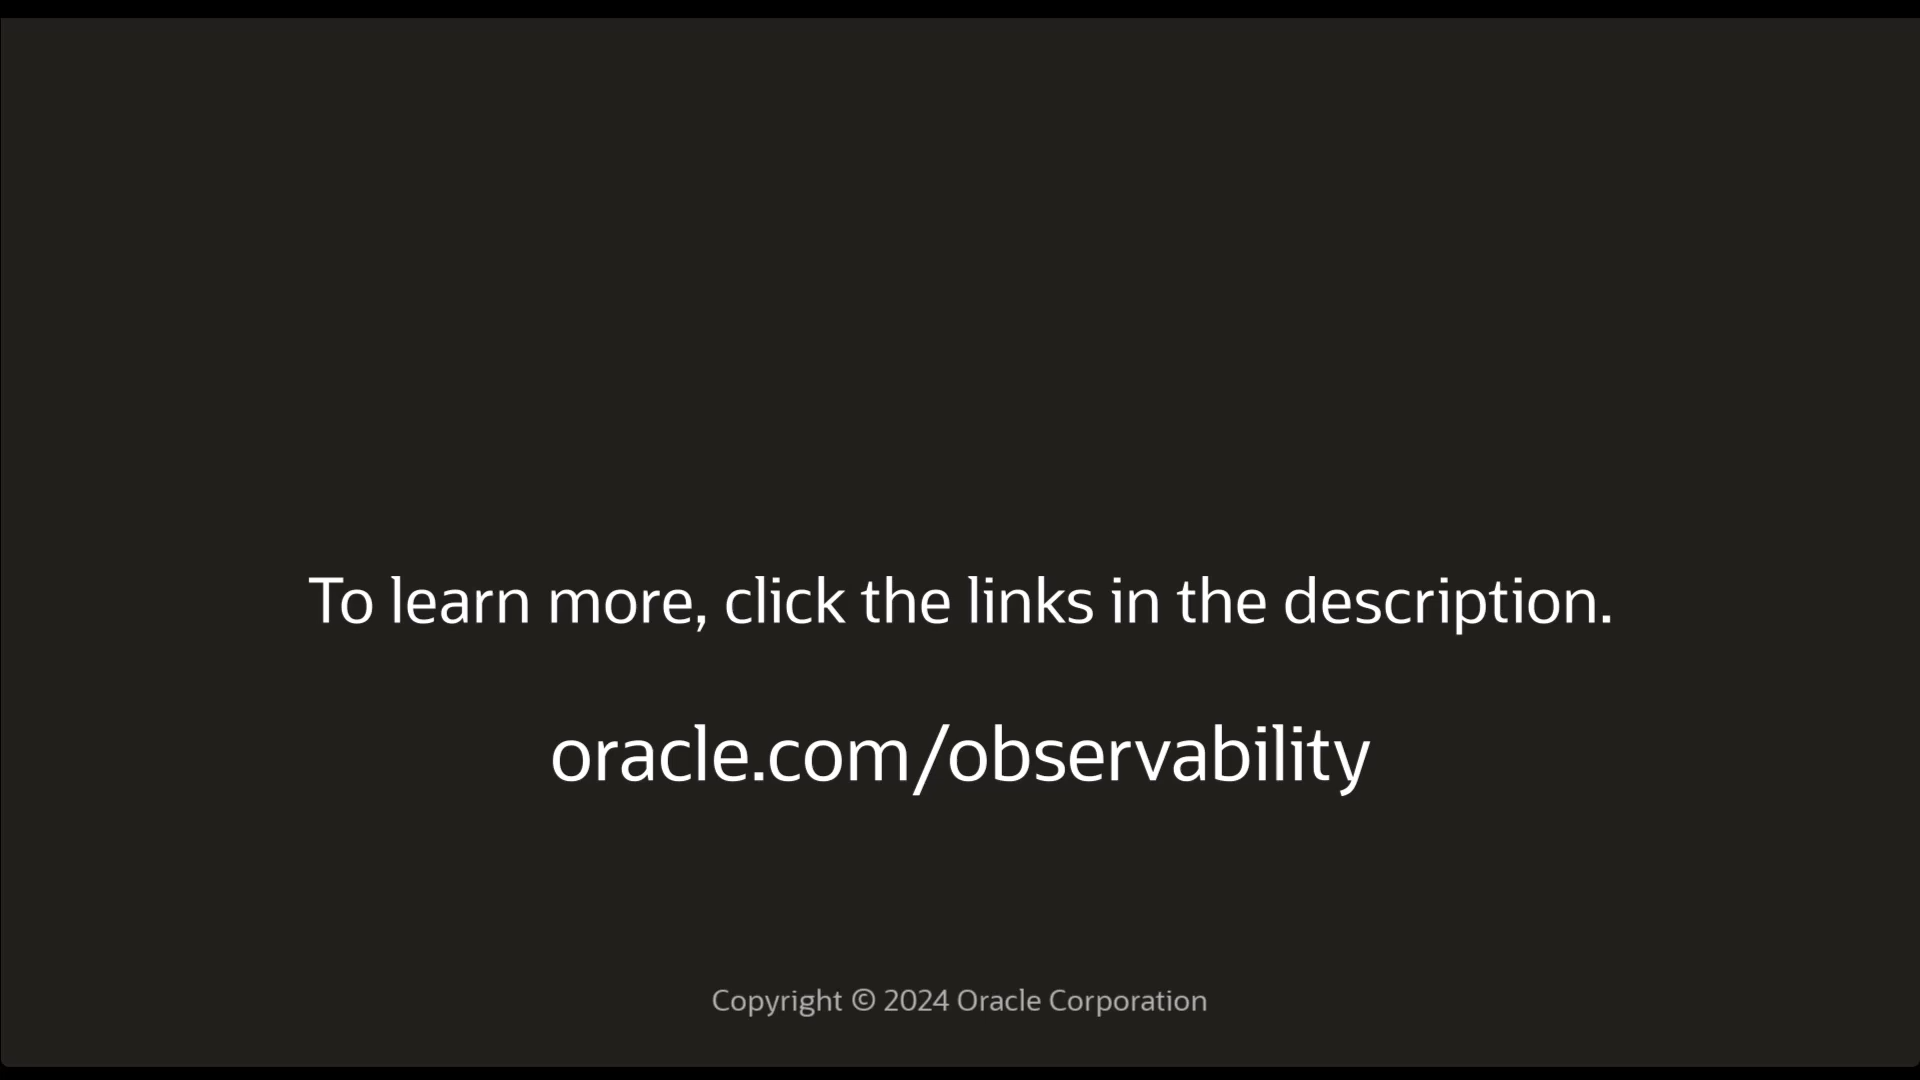 To learn more, click the links in the description.
oracle.com/observability
Copyright © 2024 Oracle Corporation